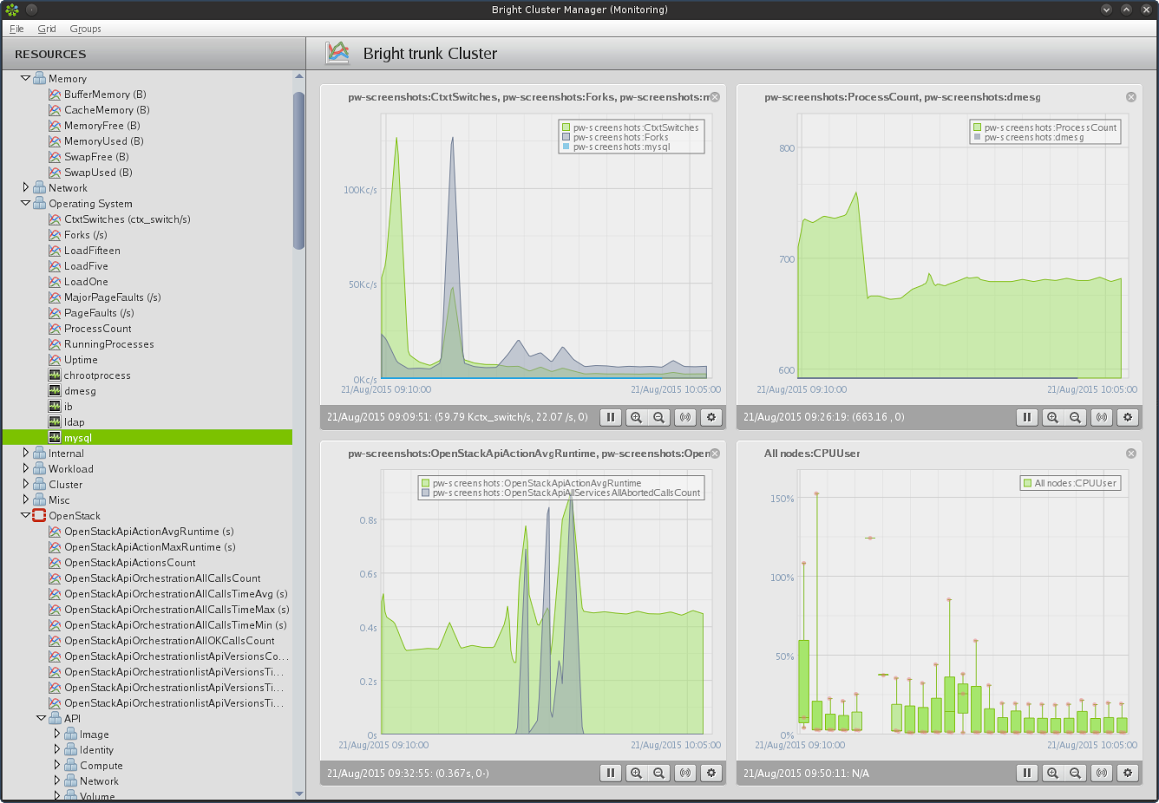 Bright Cluster Manager (Monitoring)
File Grid Groups
RESOURCES
Memory
BufferMemory (B)
CacheMemory (B)
MemoryFree (B)
MemoryUsed (B)
SwapFree (B)
SwapUsed (B)
Network
Operating System
CtxtSwitches (ctx_switch/s)
Forks (/s)
LoadFifteen
LoadFive
LoadOne
MajorPageFaults (/s)
PageFaults (/s)
ProcessCount
RunningProcesses
Uptime
chrootprocess
dmesg
ib
ldap
mysql
Internal
Workload
Cluster
Misc
OpenStack
OpenStackApiActionAvgRuntime (s)
OpenStackApiActionMaxRuntime (s)
OpenStackApiActionsCount
OpenStackApiOrchestrationAllCallsCount
OpenStackApiOrchestrationAllCallsTimeAvg (s)
OpenStackApiOrchestrationAllCallsTimeMax (s)
OpenStackApiOrchestrationAllCallsTimeMin (s)
OpenStackApiOrchestrationAllOKCallsCount
OpenStackApiOrchestrationlistApiVersionsCo...
OpenStackApiOrchestrationlistApiVersionsTi...
OpenStackApiOrchestrationlistApiVersionsTi...
OpenStackApiOrchestrationlistApiVersionsTi...
API
Image
Identity
Compute
Network
Volume
Bright trunk Cluster
pw-screenshots:CtxtSwitches, pw-screenshots:Forks, pw-screenshots:m
pw-screenshots:CtxtSwitches
pw-screenshots:Forks
pw-screenshots:mysql
100Kc/s
50Kc/s
0Kc/s
21/Aug/2015 09:10:00 21/Aug/2015 10:05:00
21/Aug/2015 09:09:51: (59.79 Kctx_switch/s, 22.07 /s, 0)
pw-screenshots:ProcessCount, pw-screenshots:dmesg
pw-screenshots:ProcessCount
pw-screenshots:dmesg
800
700
600
21/Aug/2015 09:10:00 21/Aug/2015 10:05:00
21/Aug/2015 09:26:19: (663.16 , 0)
pw-screenshots:OpenStackApiActionAvgRuntime, pw-screenshots:Open
pw-screenshots:OpenStackApiActionAvgRuntime
pw-screenshots:OpenStackApiAllServicesAllAbortedCallsCount
0.8s
0.6s
0.4s
0.2s
0s
21/Aug/2015 09:10:00 21/Aug/2015 10:05:00
21/Aug/2015 09:32:55: (0.367s, 0-)
All nodes:CPUUser
All nodes:CPUUser
150%
100%
50%
0%
21/Aug/2015 09:10:00 21/Aug/2015 10:05:00
21/Aug/2015 09:50:11: N/A